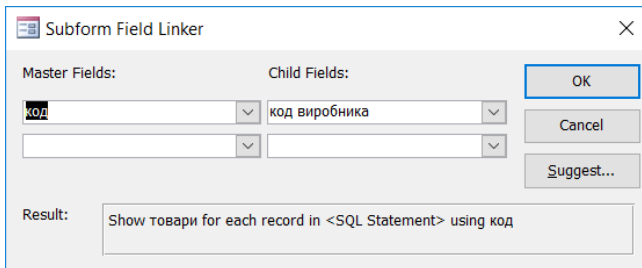 Subform Field Linker
Master Fields: Child Fields:
OK
код код виробника
Cancel
Suggest...
Result: Show товари for each record in <SQL Statement> using код